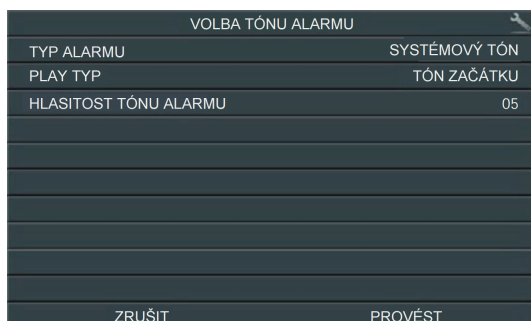 VOLBA TÓNU ALARMU
TYP ALARMU SYSTÉMOVÝ TÓN
PLAY TYP TÓN ZAČÁTKU
HLASITOST TÓNU ALARMU 05
ZRUŠIT PROVÉST